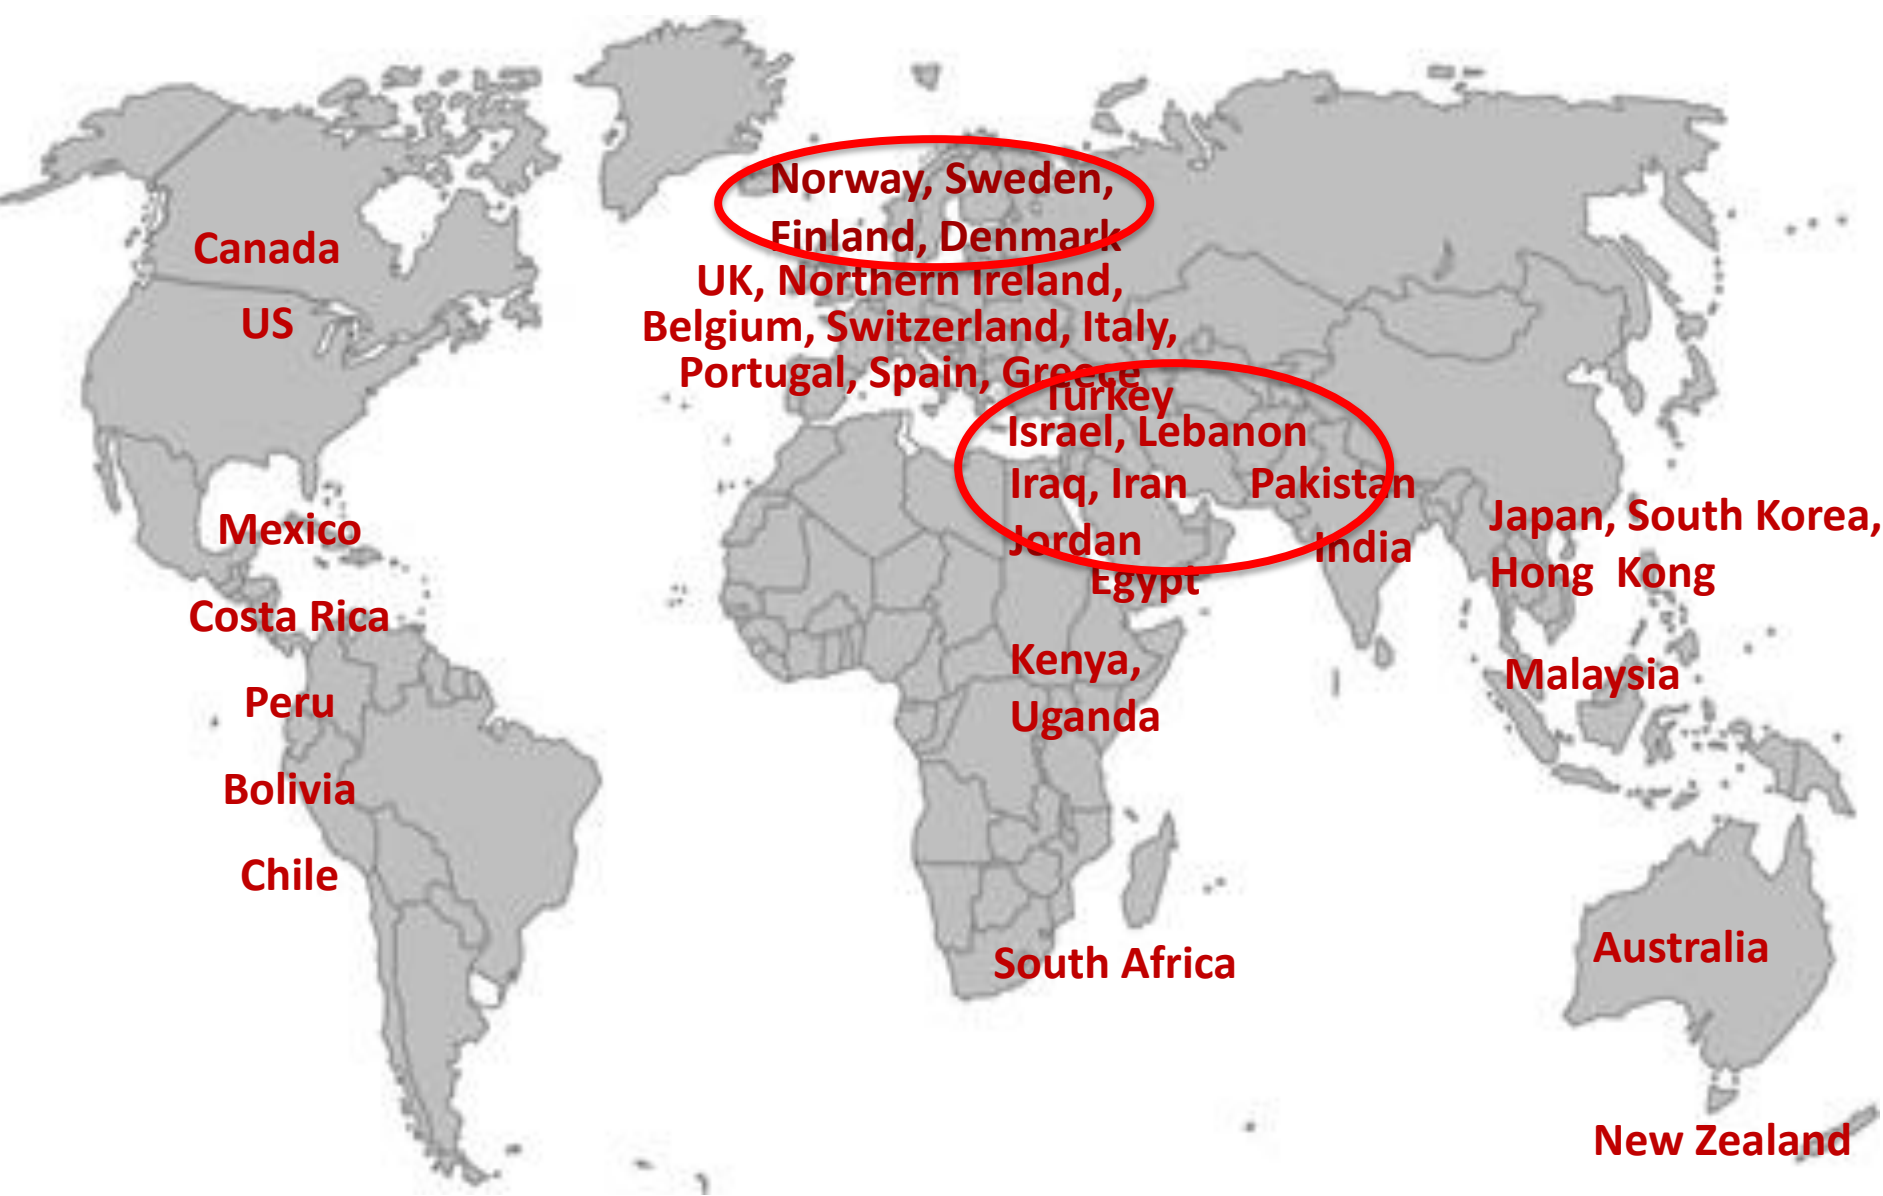 Norway, Sweden,
Finland, Denmark
Canada
UK, Northern Ireland,
US
Belgium, Switzerland, Italy,
Portugal, Spain, Greece
Turkey
Israel, Lebanon
Iraq, Iran
Pakistan
Jordan
India
Egypt
Japan, South Korea,
Hong Kong
Mexico
Costa Rica
Kenya,
Uganda
Malaysia
Peru
Bolivia
Chile
South Africa
Australia
New Zealand